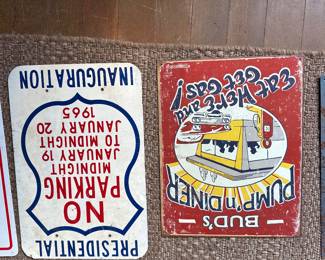 PRESIDENTIAL
NO
PARKING
MIDNIGHT
JANUARY 19
TO MIDNIGHT
JANUARY 20
1965
INAUGURATION
BUD's
PUMP'n DINER
Eat Here and
Get Gas!